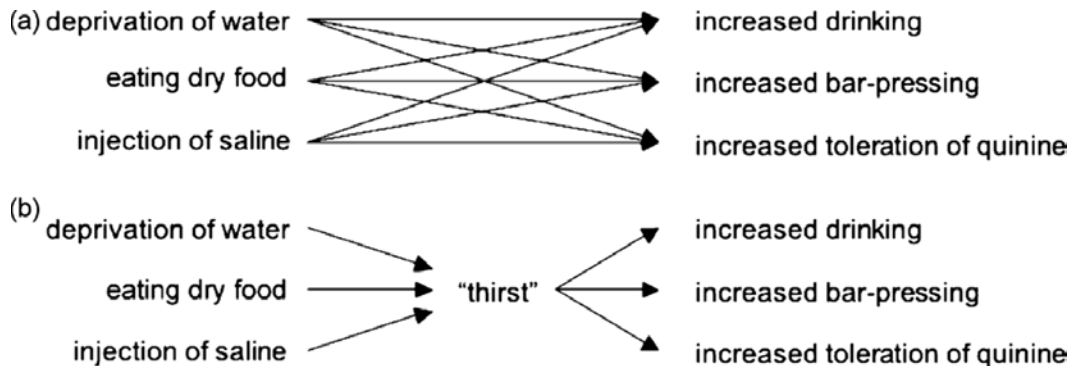 (a) deprivation of water increased drinking
eating dry food increased bar-pressing
injection of saline increased toleration of quinine
(b) deprivation of water increased drinking
eating dry food "thirst" increased bar-pressing
injection of saline increased toleration of quinine